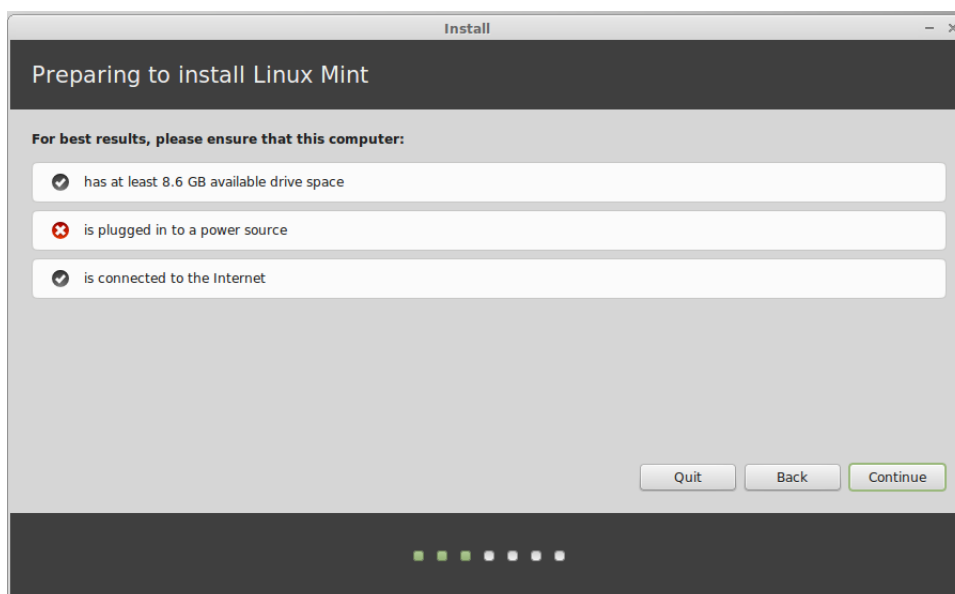 Install
Preparing to install Linux Mint
For best results, please ensure that this computer:
has at least 8.6 GB available drive space
is plugged in to a power source
is connected to the Internet
Quit Back Continue